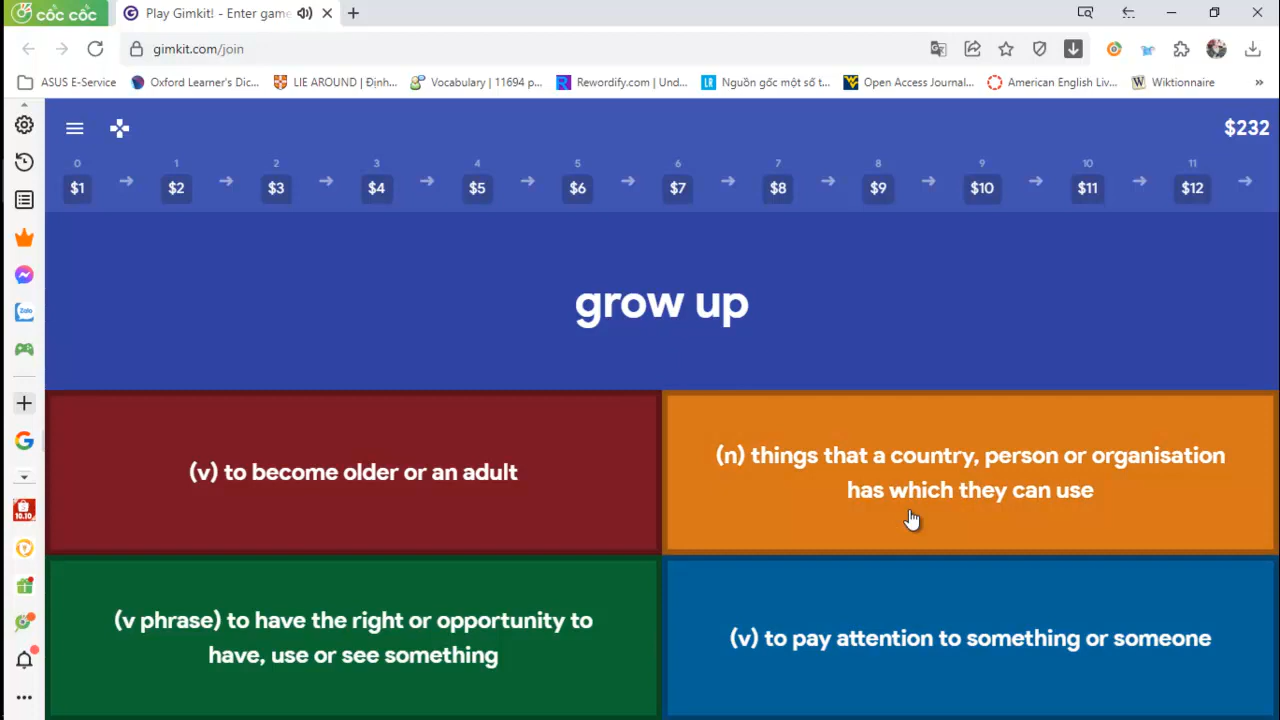 cốc cốc
Play Gimkit! - Enter game
gimkit.com/join
ASUS E-Service
Oxford Learner's Dic...
LIE AROUND | Định...
Vocabulary | 11694 p...
Rewordify.com | Und...
Nguồn gốc một số t...
Open Access Journal...
American English Liv...
Wiktionnaire
»
$232
0 1 2 3 4 5 6 7 8 9 10 11
$1 $2 $3 $4 $5 $6 $7 $8 $9 $10 $11 $12
grow up
(v) to become older or an adult
(n) things that a country, person or organisation
has which they can use
(v phrase) to have the right or opportunity to
have, use or see something
(v) to pay attention to something or someone
Zalo
10.10